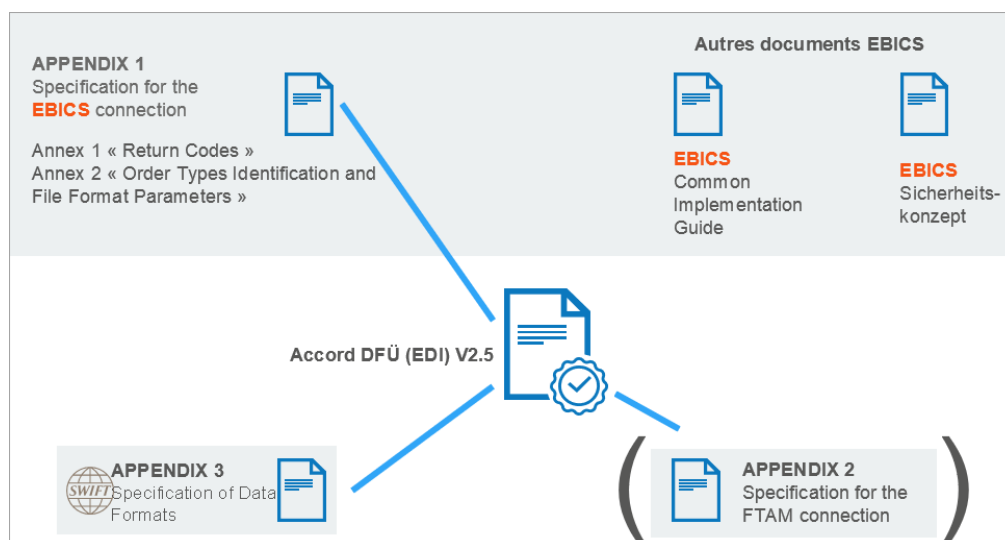 APPENDIX 1
Specification for the
EBICS connection
Annex 1 « Return Codes »
Annex 2 « Order Types Identification and
File Format Parameters »
Autres documents EBICS
EBICS
Common
Implementation
Guide
EBICS
Sicherheits-
konzept
Accord DFÜ (EDI) V2.5
SWIFT
APPENDIX 3
Specification of Data
Formats
( APPENDIX 2 )
Specification for the
FTAM connection